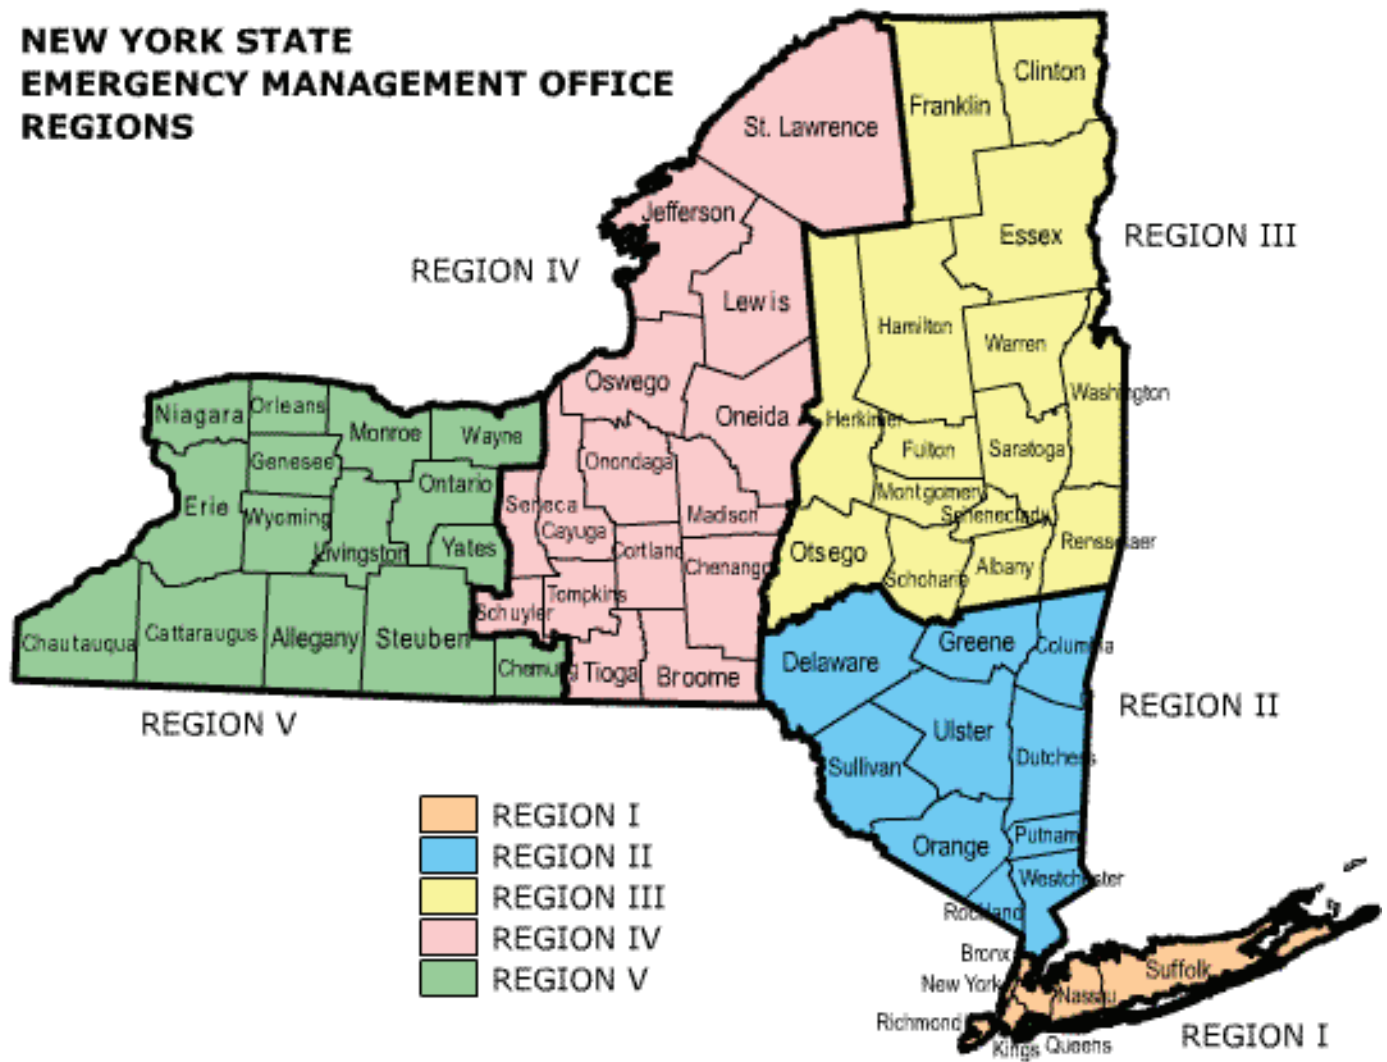 NEW YORK STATE
EMERGENCY MANAGEMENT OFFICE
REGIONS
Clinton
Franklin
St. Lawrence
Jefferson
Essex
REGION III
REGION IV
Lewis
Hamilton
Warren
Oswego
Washington
Niagara
Orleans
Oneida
Herkimer
Monroe
Wayne
Fulton
Saratoga
Genesee
Onondaga
Ontario
Montgomery
Erie
Seneca
Wyoming
Madison
Schenectady
Cayuga
Rensselaer
Livingston
Yates
Cortland
Otsego
Chenango
Albany
Schoharie
Tompkins
Schuyler
Cattaraugus
Allegany
Steuben
Chautauqua
Greene
Columbia
Delaware
Chemung
Tioga
Broome
REGION II
REGION V
Ulster
Dutchess
Sullivan
REGION I
Putnam
Orange
REGION II
Westchester
REGION III
Rockland
REGION IV
Bronx
Suffolk
REGION V
New York
Nassau
Richmond
REGION I
Kings
Queens